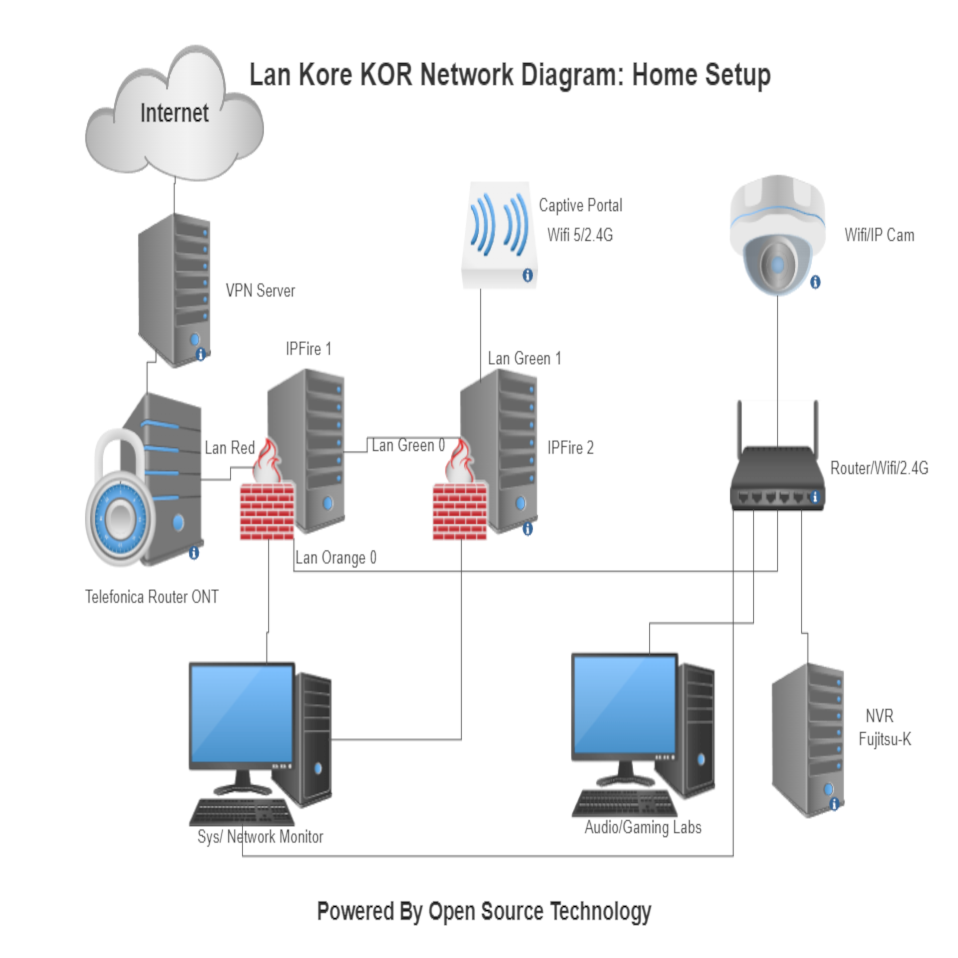 Lan Kore KOR Network Diagram: Home Setup
Internet
Captive Portal
Wifi 5/2.4G
Wifi/IP Cam
VPN Server
IPFire 1
Lan Green 1
Lan Red
Lan Green 0
IPFire 2
Router/Wifi/2.4G
Lan Orange 0
Telefonica Router ONT
NVR
Fujitsu-K
Sys/ Network Monitor
Audio/Gaming Labs
Powered By Open Source Technology